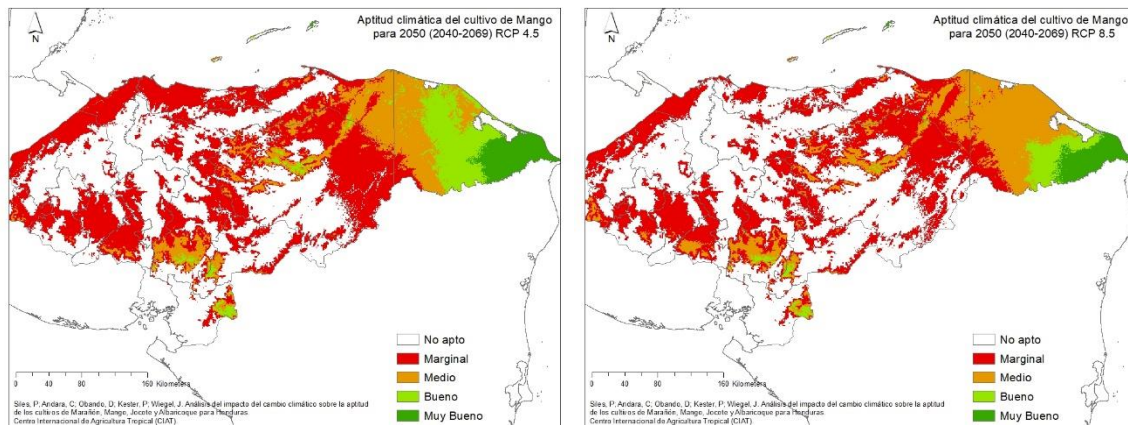 Aptitud climática del cultivo de Mango
para 2050 (2040-2069) RCP 4.5
N
No apto
Marginal
Medio
Bueno
Muy Bueno
0 40 80 160 Kilometers
Siles, P; Andara, C; Obando, D; Kester, P; Wiegel, J. Análisis del impacto del cambio climático sobre la aptitud
de los cultivos de Marañón, Mango, Jocote y Albaricoque para Honduras
Centro Internacional de Agricultura Tropical (CIAT)
Aptitud climática del cultivo de Mango
para 2050 (2040-2069) RCP 8.5
N
No apto
Marginal
Medio
Bueno
Muy Bueno
0 40 80 160 Kilometers
Siles, P; Andara, C; Obando, D; Kester, P; Wiegel, J. Análisis del impacto del cambio climático sobre la aptitud
de los cultivos de Marañón, Mango, Jocote y Albaricoque para Honduras
Centro Internacional de Agricultura Tropical (CIAT)